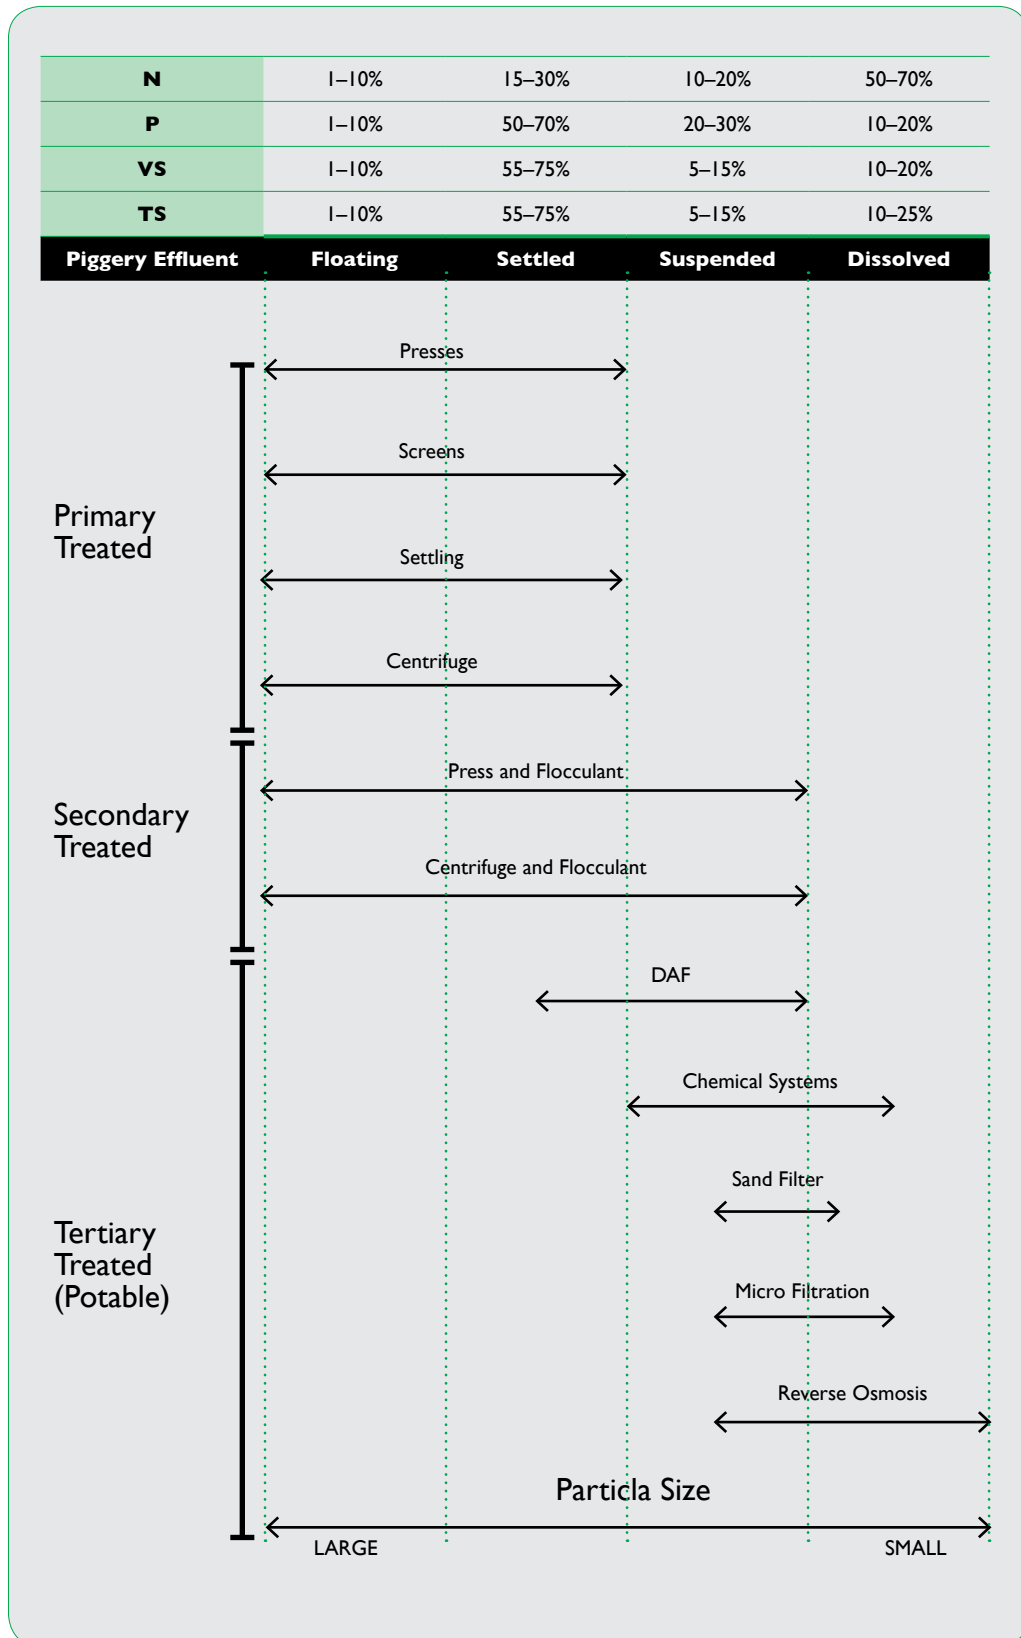 N 1–10% 15–30% 10–20% 50–70%
P 1–10% 50–70% 20–30% 10–20%
VS 1–10% 55–75% 5–15% 10–20%
TS 1–10% 55–75% 5–15% 10–25%
Piggery Effluent Floating Settled Suspended Dissolved
Presses
Screens
Primary
Treated
Settling
Centrifuge
Press and Flocculant
Secondary
Treated
Centrifuge and Flocculant
DAF
Chemical Systems
Sand Filter
Tertiary
Treated
(Potable)
Micro Filtration
Reverse Osmosis
Particla Size
LARGE SMALL